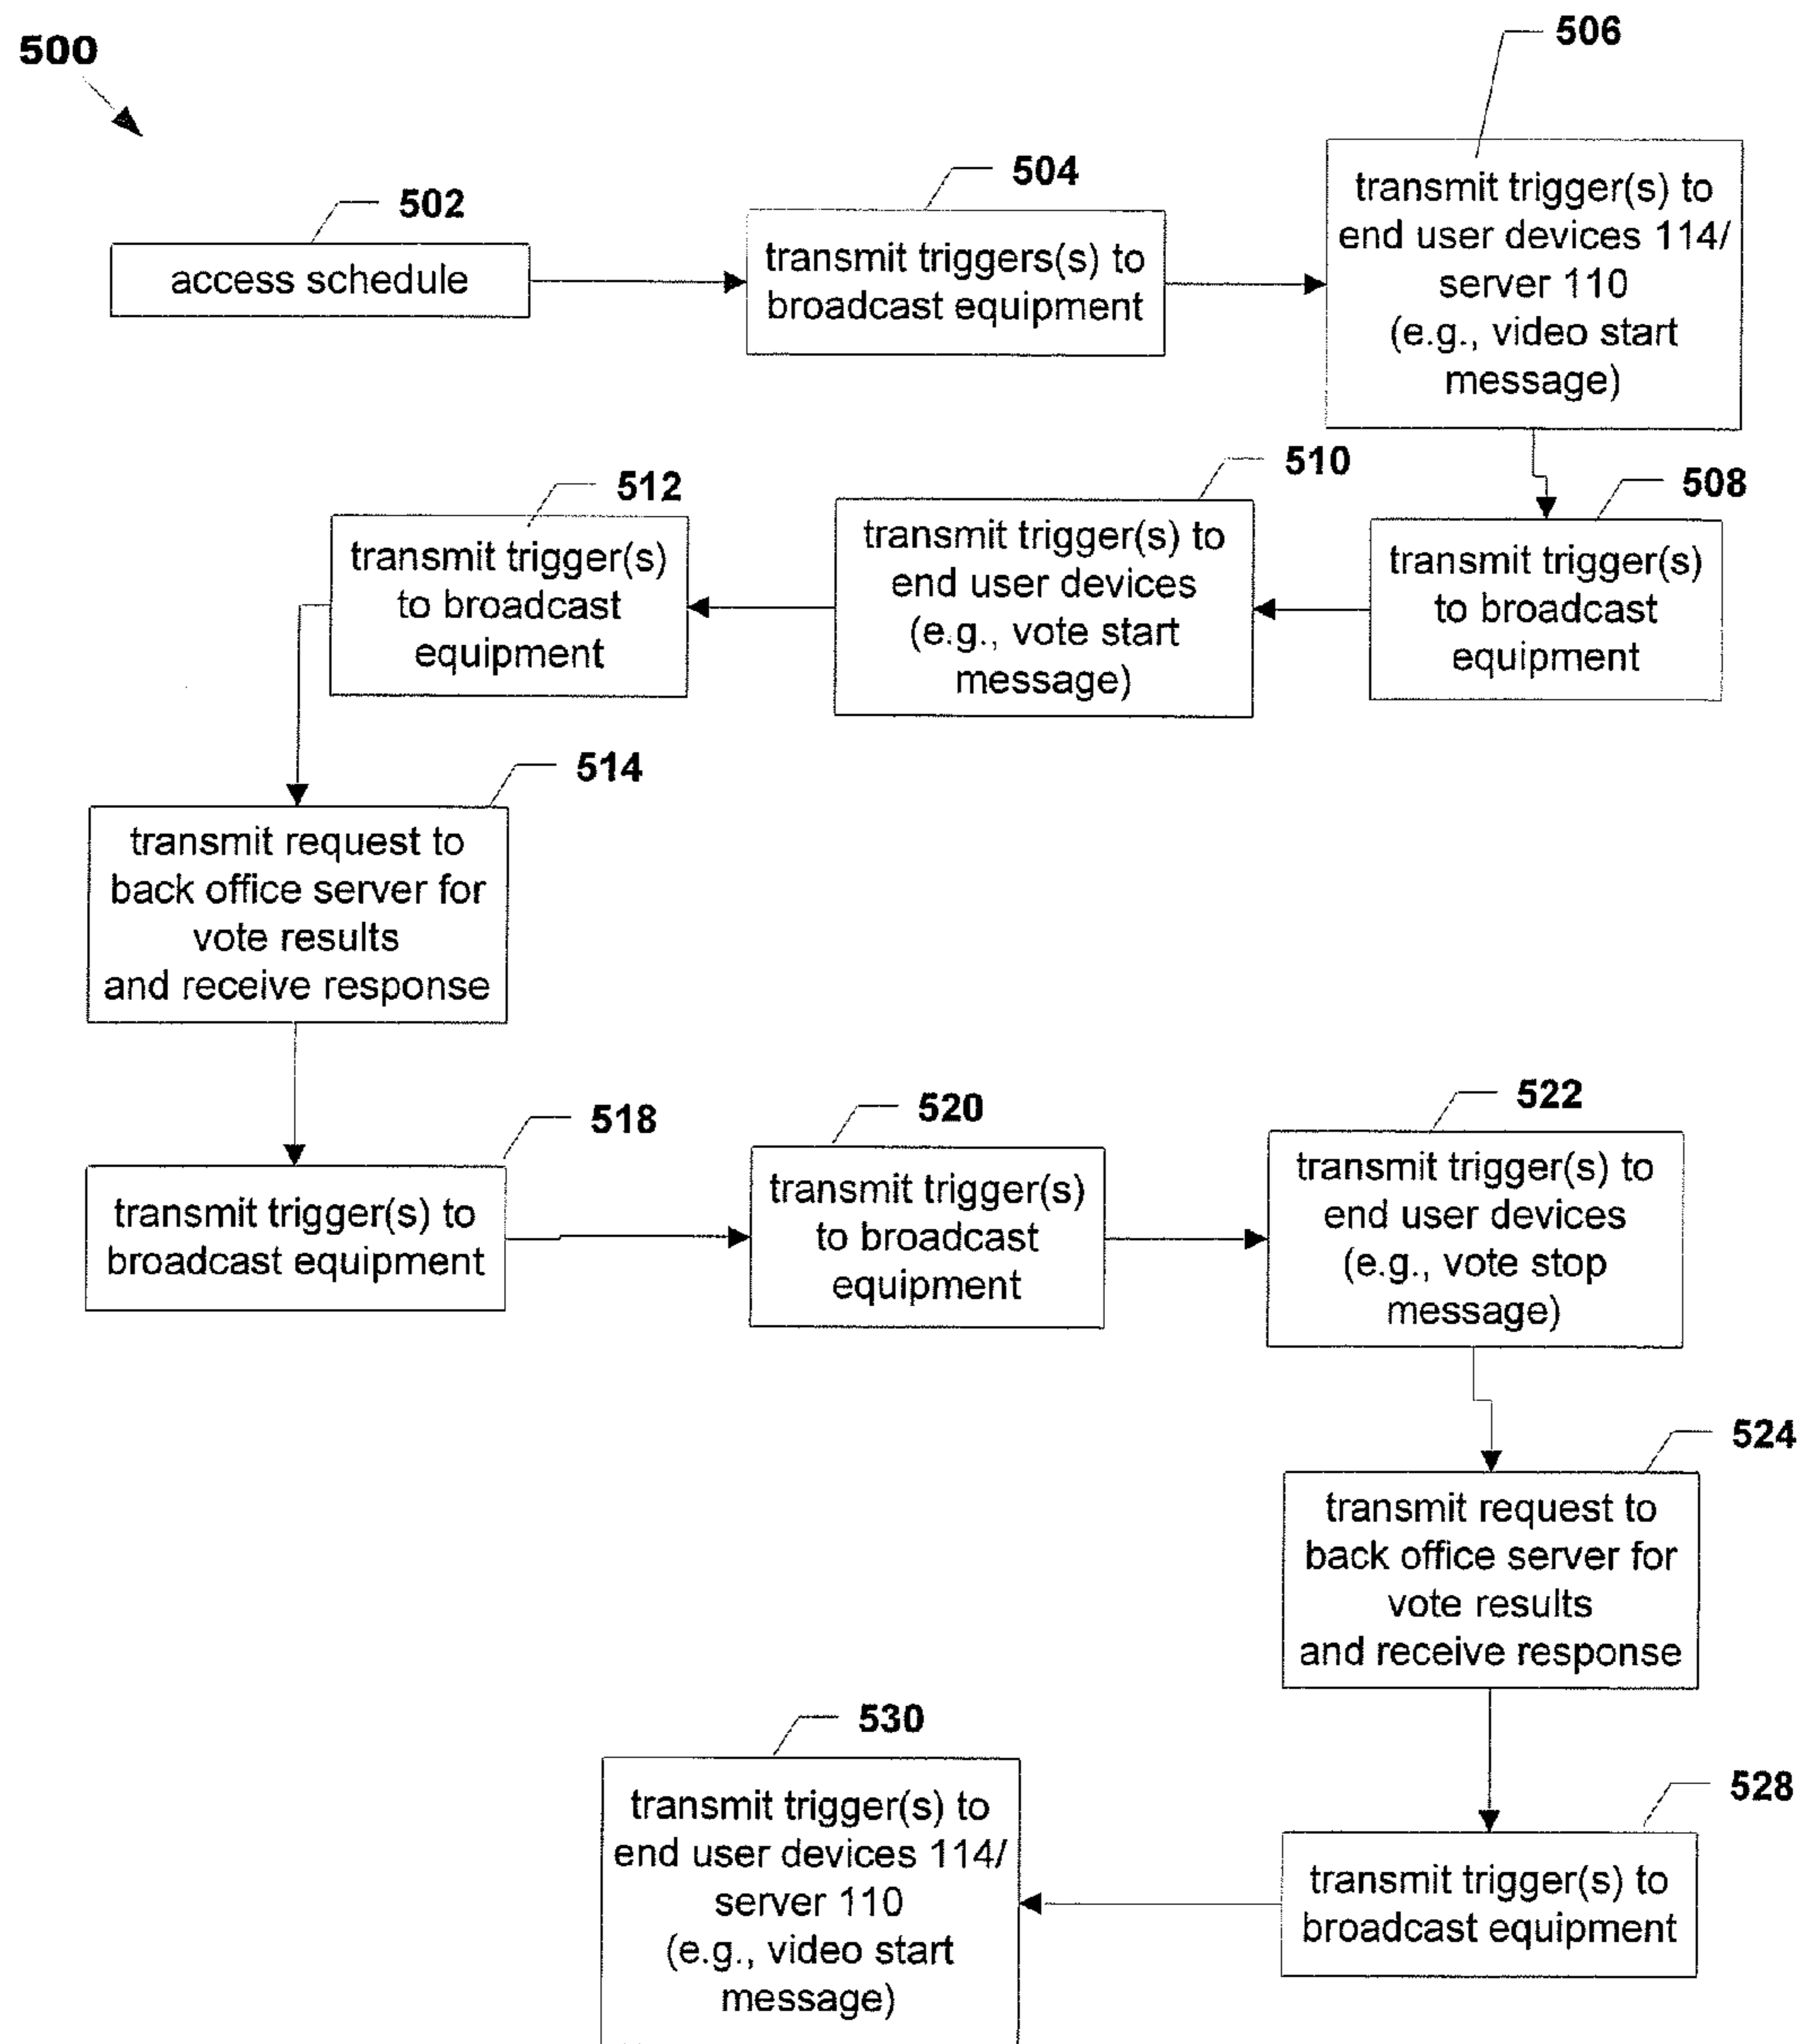 500
502
access schedule
504
transmit triggers(s) to
broadcast equipment
506
transmit trigger(s) to
end user devices 114/
server 110
(e.g., video start
message)
508
transmit trigger(s)
to broadcast
equipment
510
transmit trigger(s) to
end user devices
(e.g., vote start
message)
512
transmit trigger(s)
to broadcast
equipment
514
transmit request to
back office server for
vote results
and receive response
518
transmit trigger(s) to
broadcast equipment
520
transmit trigger(s)
to broadcast
equipment
522
transmit trigger(s) to
end user devices
(e.g., vote stop
message)
524
transmit request to
back office server for
vote results
and receive response
528
transmit trigger(s) to
broadcast equipment
530
transmit trigger(s) to
end user devices 114/
server 110
(e.g., video start
message)